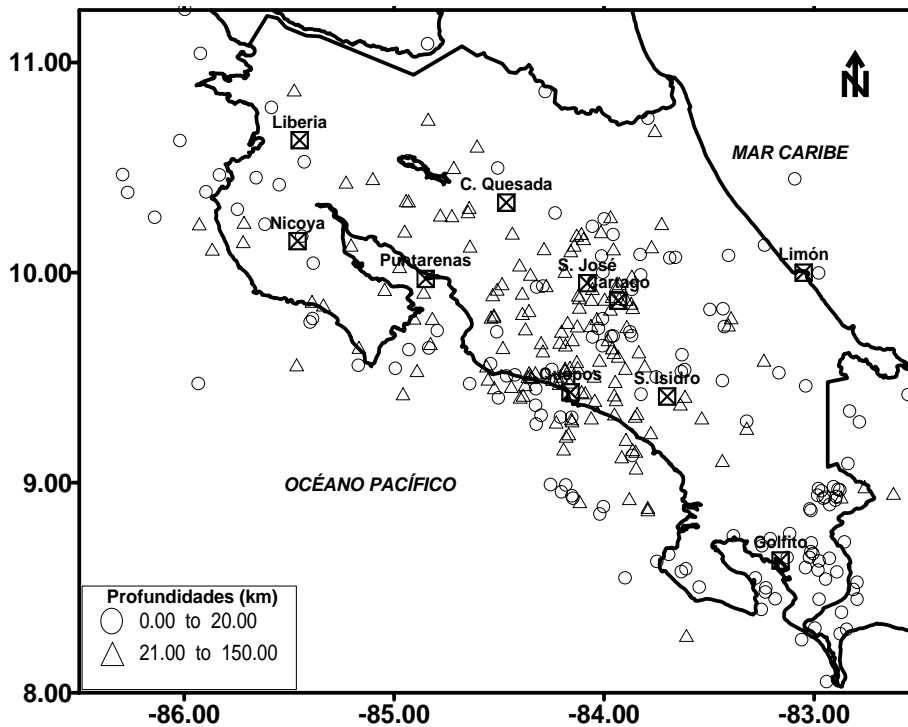 11.00
N
Liberia
MAR CARIBE
C. Quesada
Nicoya
10.00
Puntarenas
S. José
Limón
Cartago
Quepos
S. Isidro
9.00
OCÉANO PACÍFICO
Golfito
Profundidades (km)
0.00 to 20.00
21.00 to 150.00
8.00
-86.00 -85.00 -84.00 -83.00